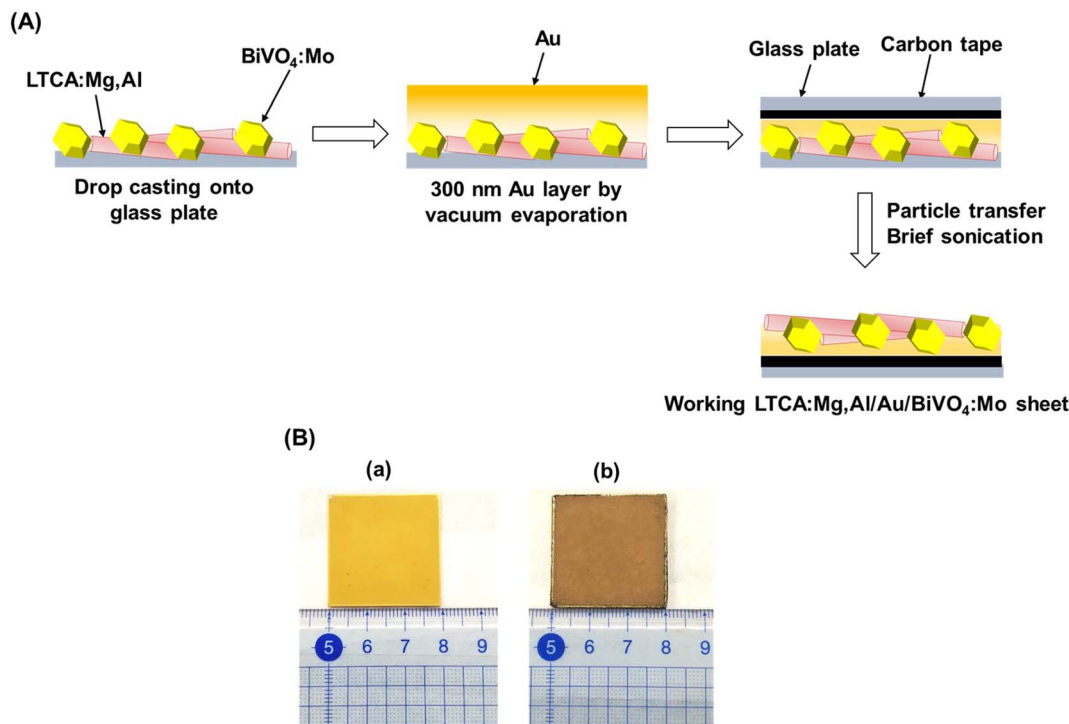 (A)
LTCA:Mg,Al
BiVO₄:Mo
Drop casting onto
glass plate
Au
300 nm Au layer by
vacuum evaporation
Glass plate
Carbon tape
Particle transfer
Brief sonication
Working LTCA:Mg,Al/Au/BiVO₄:Mo sheet
(B)
(a)
(b)
5 6 7 8 9
5 6 7 8 9